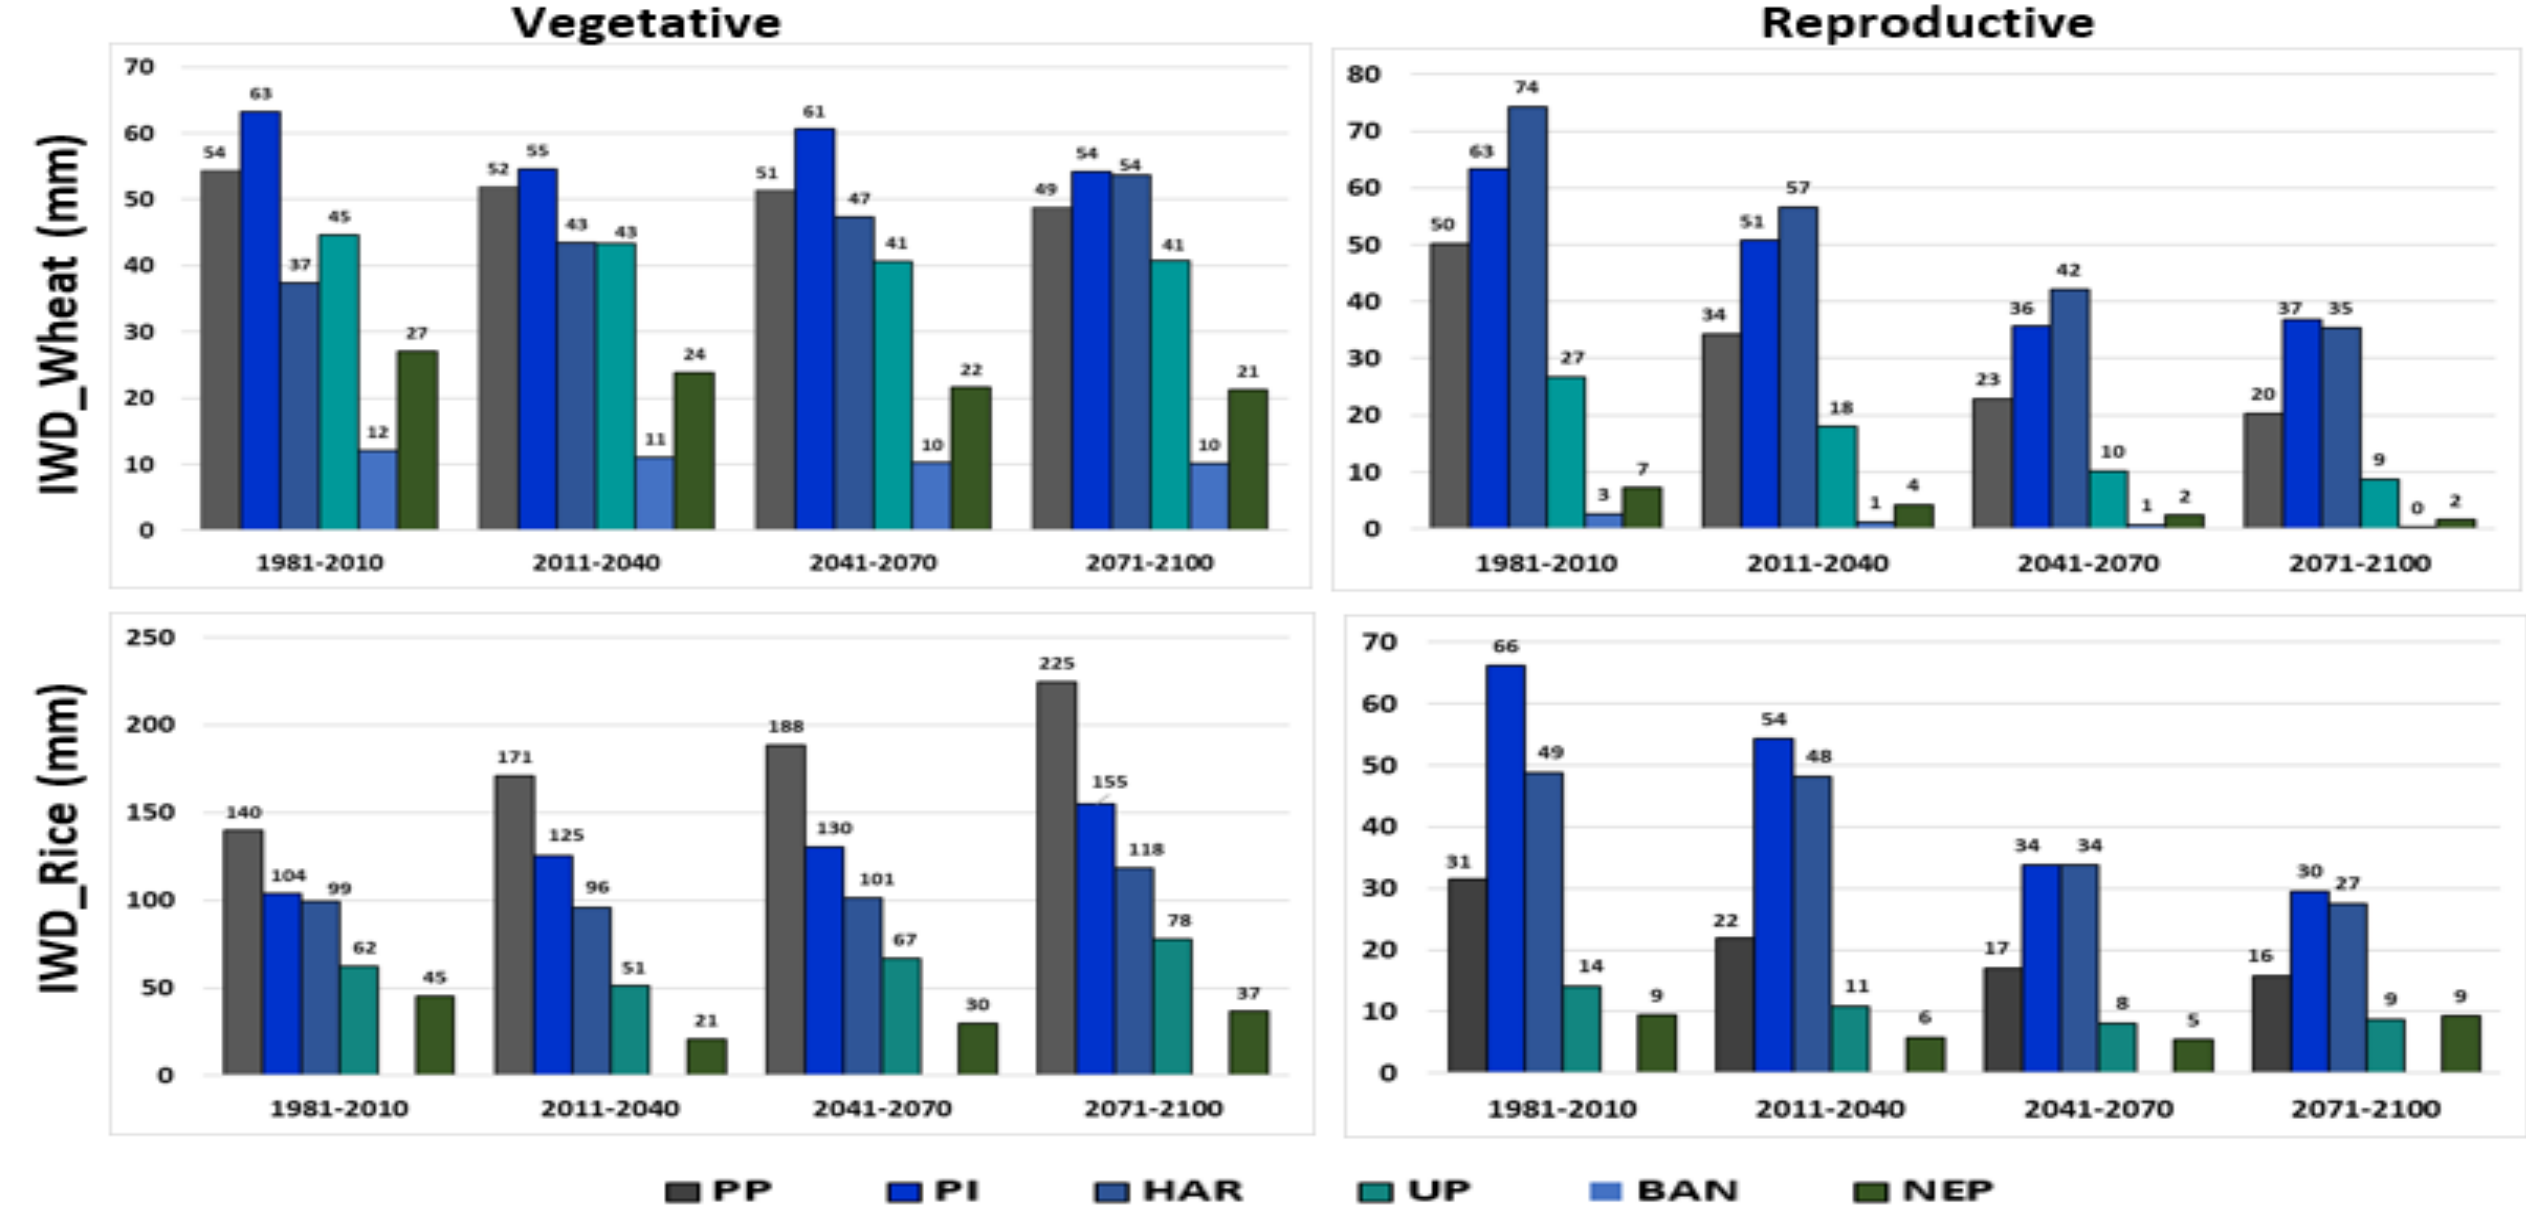 Vegetative
Reproductive
IWD_Wheat (mm)
70
60
50
40
30
20
10
0
54 63 37 45 12 27
52 55 43 43 11 24
51 61 47 41 10 22
49 54 54 41 10 21
1981-2010 2011-2040 2041-2070 2071-2100
80
70
60
50
40
30
20
10
0
50 63 74 27 3 7
34 51 57 18 1 4
23 36 42 10 1 2
20 37 35 9 0 2
1981-2010 2011-2040 2041-2070 2071-2100
IWD_Rice (mm)
250
200
150
100
50
0
140 104 99 62 45
171 125 96 51 21
188 130 101 67 30
225 155 118 78 37
1981-2010 2011-2040 2041-2070 2071-2100
70
60
50
40
30
20
10
0
31 66 49 14 9
22 54 48 11 6
17 34 34 8 5
16 30 27 9 9
1981-2010 2011-2040 2041-2070 2071-2100
PP PI HAR UP BAN NEP